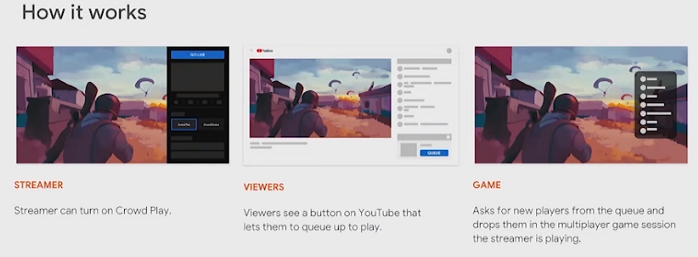 How it works
YouTube
QUEUE
STREAMER
Streamer can turn on Crowd Play.
VIEWERS
Viewers see a button on YouTube that
lets them to queue up to play.
GAME
Asks for new players from the queue and
drops them in the multiplayer game session
the streamer is playing.